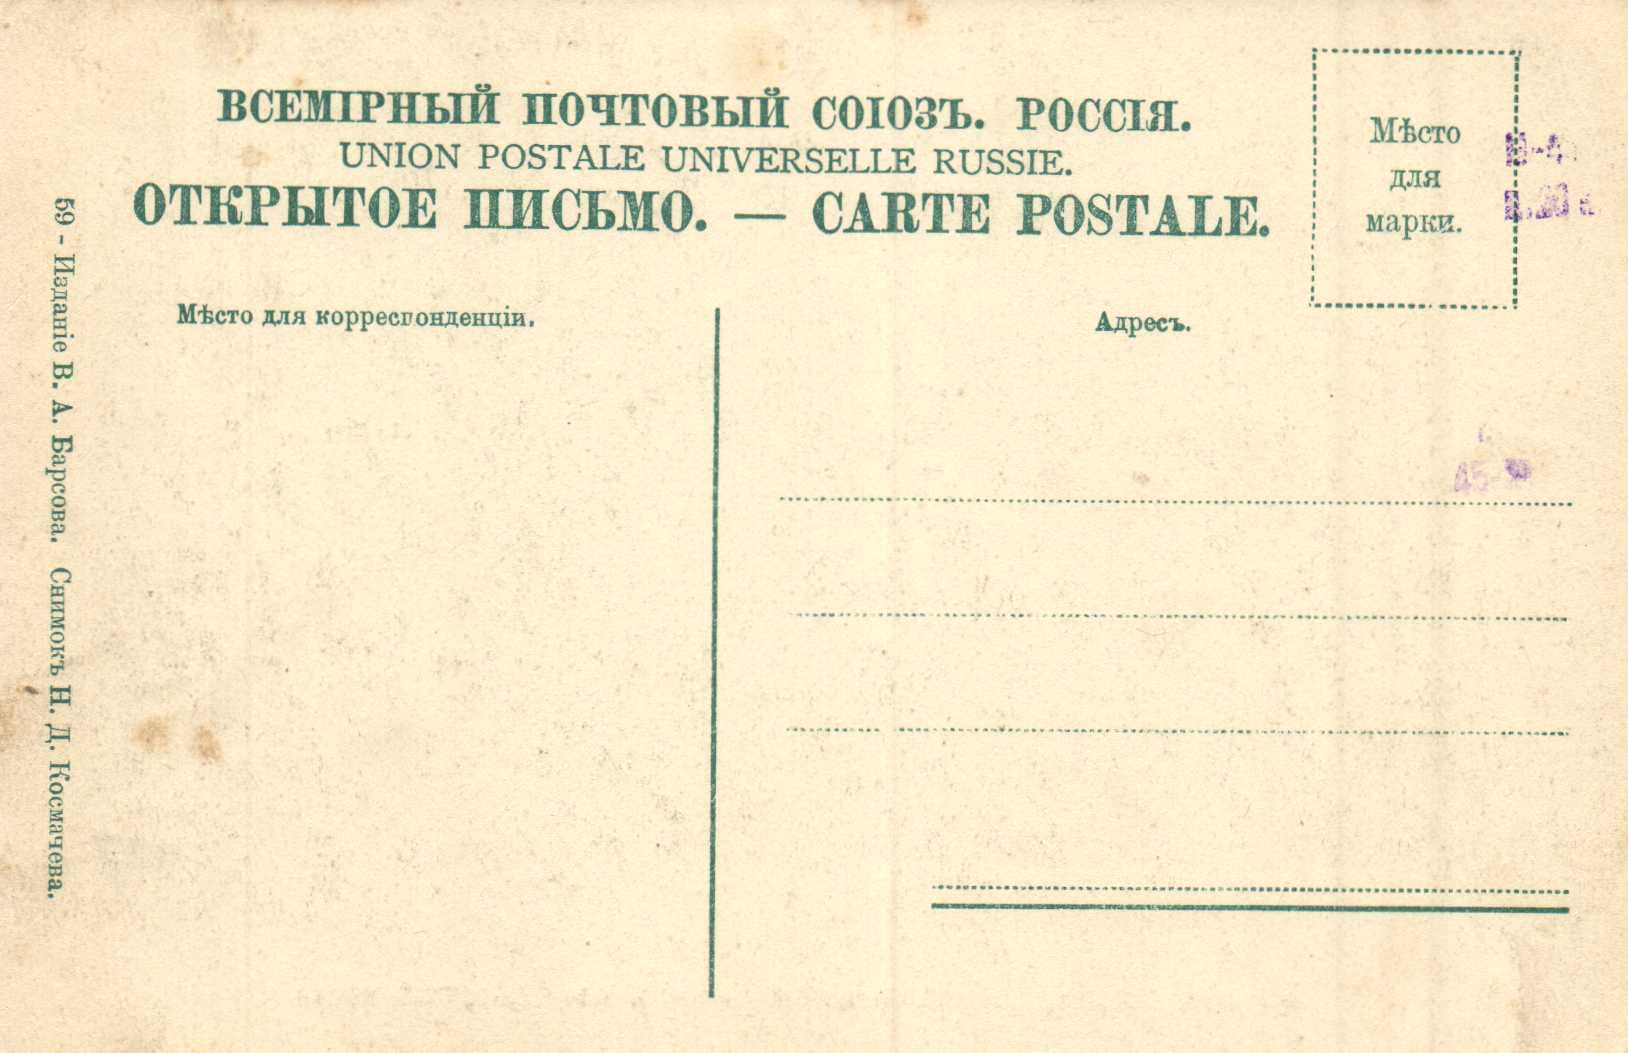 ВСЕМІРНЫЙ ПОЧТОВЫЙ СОЮЗЪ. РОССІЯ.
UNION POSTALE UNIVERSELLE RUSSIE.
ОТКРЫТОЕ ПИСЬМО. — CARTE POSTALE.
Мѣсто
для
марки.
Мѣсто для корреспонденціи.
Адресъ.
59 - Изданіе В. А. Барсова. Снимокъ Н. Д. Космачева.
45-